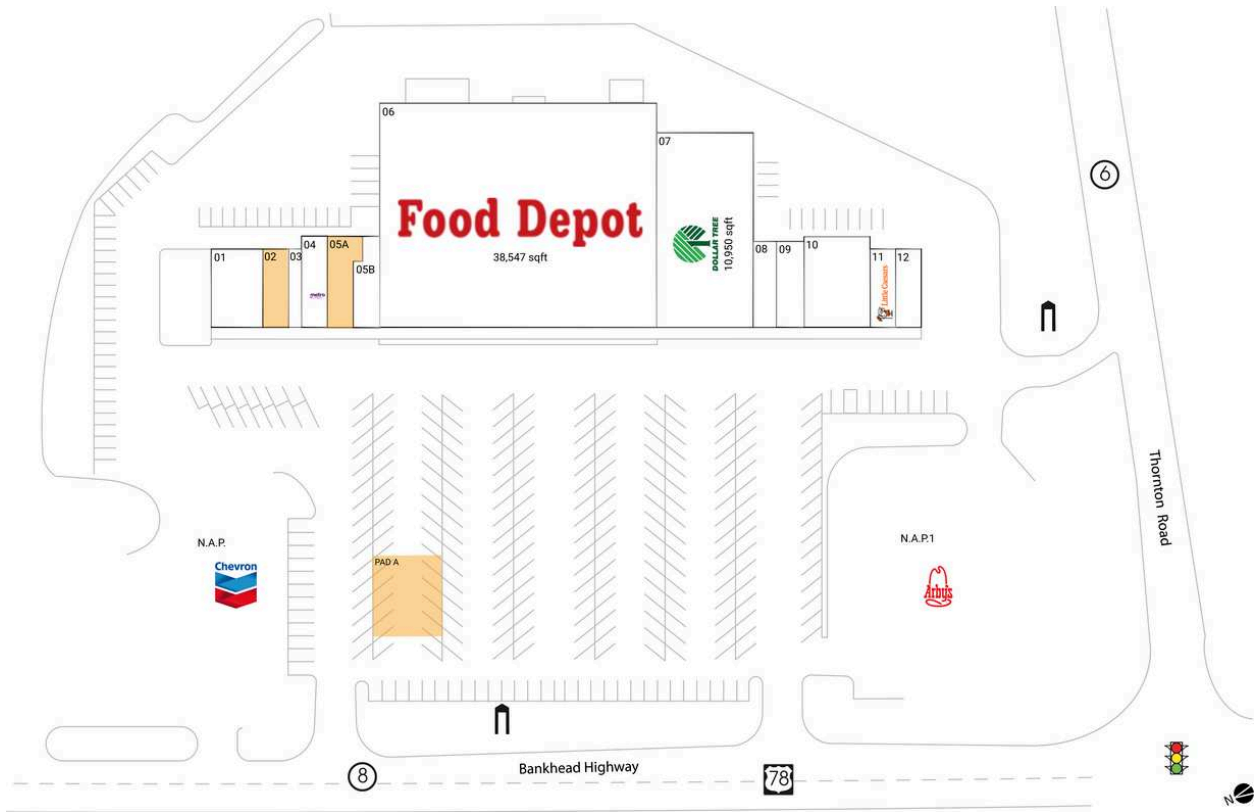 06
Food Depot
38,547 sqft
07
DOLLAR TREE
10,950 sqft
6
01
02
03
04
metro
05A
05B
08
09
10
11
Little Caesars
12
Thornton Road
N.A.P.
Chevron
PAD A
N.A.P.1
Arby's
8
Bankhead Highway
78
N